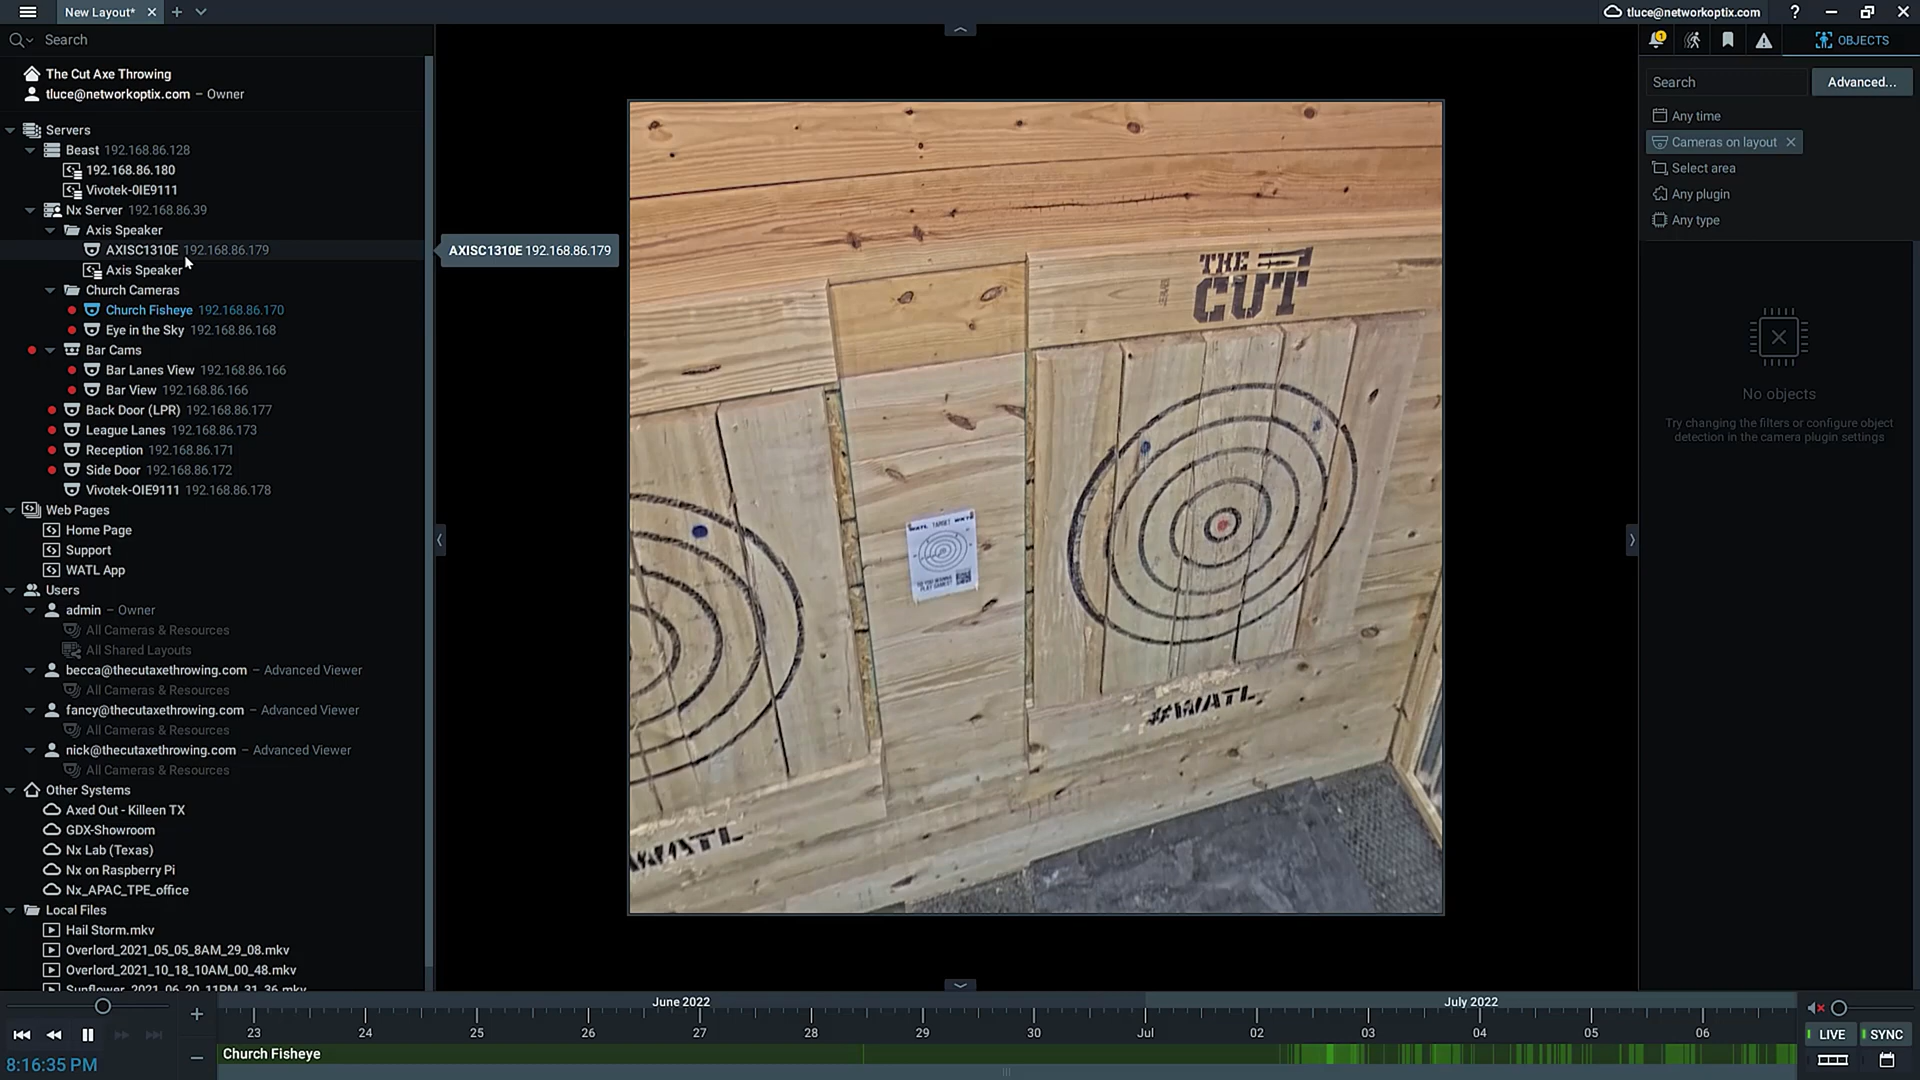 New Layout*
tluce@networkoptix.com
Search
The Cut Axe Throwing
tluce@networkoptix.com – Owner
Servers
Beast 192.168.86.128
192.168.86.180
Vivotek-0IE9111
Nx Server 192.168.86.39
Axis Speaker
AXISC1310E 192.168.86.179
Axis Speaker
Church Cameras
Church Fisheye 192.168.86.170
Eye in the Sky 192.168.86.168
Bar Cams
Bar Lanes View 192.168.86.166
Bar View 192.168.86.166
Back Door (LPR) 192.168.86.177
League Lanes 192.168.86.173
Reception 192.168.86.171
Side Door 192.168.86.172
Vivotek-OIE9111 192.168.86.178
Web Pages
Home Page
Support
WATL App
Users
admin – Owner
All Cameras & Resources
All Shared Layouts
becca@thecutaxethrowing.com – Advanced Viewer
All Cameras & Resources
fancy@thecutaxethrowing.com – Advanced Viewer
All Cameras & Resources
nick@thecutaxethrowing.com – Advanced Viewer
All Cameras & Resources
Other Systems
Axed Out - Killeen TX
GDX-Showroom
Nx Lab (Texas)
Nx on Raspberry Pi
Nx_APAC_TPE_office
Local Files
Hail Storm.mkv
Overlord_2021_05_05_8AM_29_08.mkv
Overlord_2021_10_18_10AM_00_48.mkv
Sunflower_2021_06_20_11PM_31_36.mkv
AXISC1310E 192.168.86.179
THE
CUT
WATL TARGET WATL
#WATL
WATL
OBJECTS
1
Search
Advanced...
Any time
Cameras on layout
Select area
Any plugin
Any type
No objects
Try changing the filters or configure object
detection in the camera plugin settings
June 2022
July 2022
23 24 25 26 27 28 29 30 Jul 02 03 04 05 06
Church Fisheye
8:16:35 PM
LIVE
SYNC